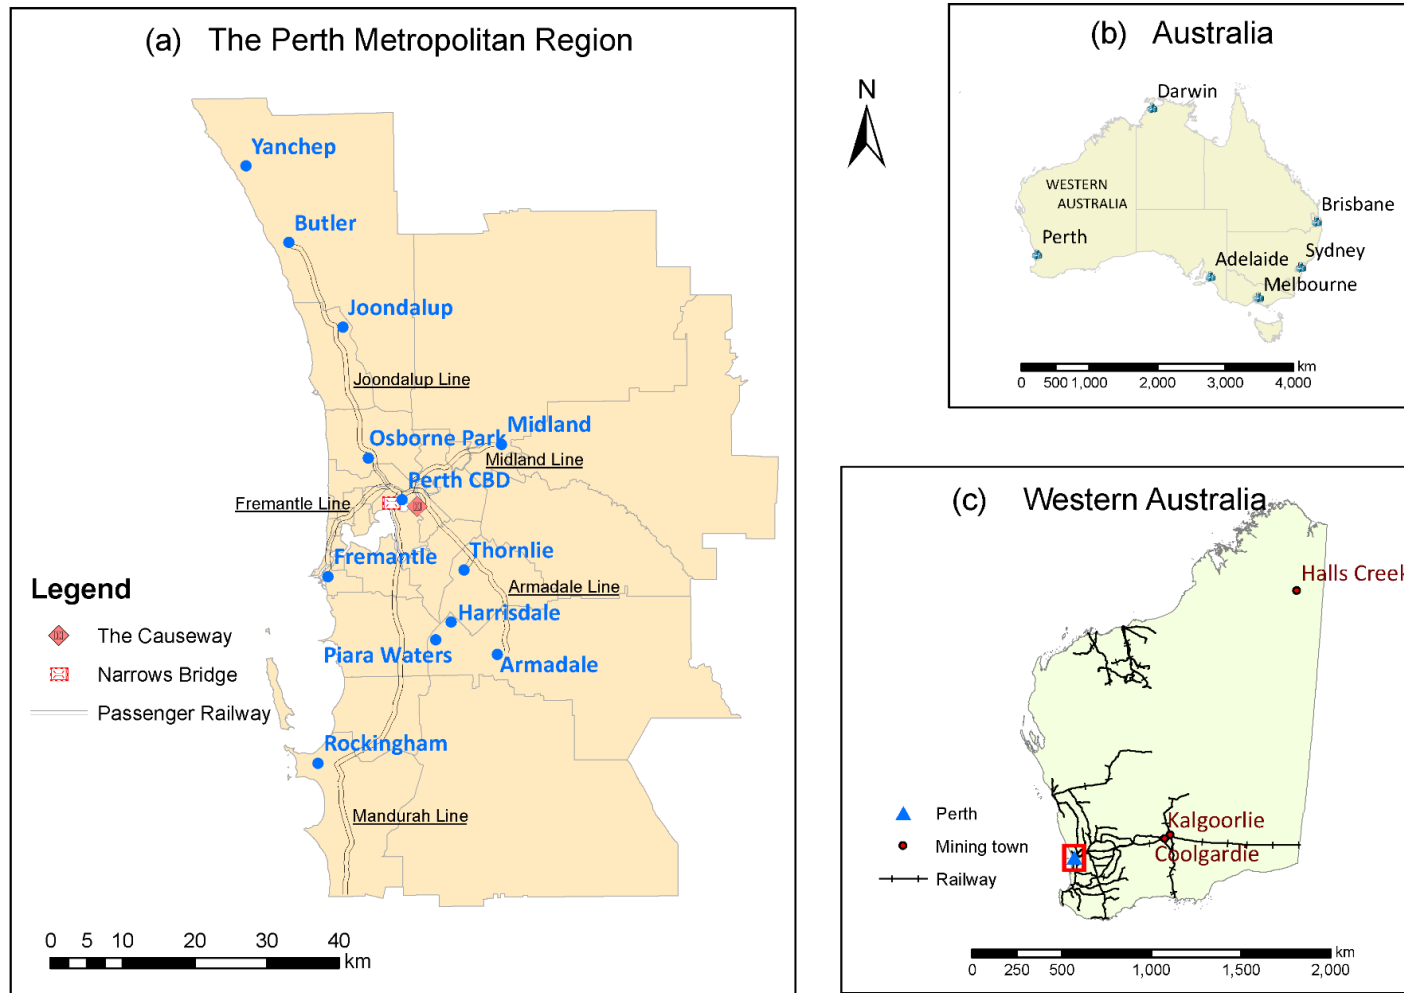 (a) The Perth Metropolitan Region
Yanchep
Butler
Joondalup
Joondalup Line
Osborne Park
Midland
Midland Line
Perth CBD
Fremantle Line
Fremantle
Thornlie
Armadale Line
Harrisdale
Piara Waters
Armadale
Rockingham
Mandurah Line
Legend
The Causeway
Narrows Bridge
Passenger Railway
0 5 10 20 30 40
km
N
(b) Australia
Darwin
WESTERN
AUSTRALIA
Brisbane
Perth
Adelaide
Sydney
Melbourne
km
0 500 1,000 2,000 3,000 4,000
(c) Western Australia
Halls Creek
Kalgoorlie
Coolgardie
Perth
Mining town
Railway
km
0 250 500 1,000 1,500 2,000